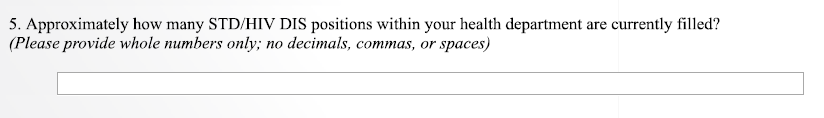 5. Approximately how many STD/HIV DIS positions within your health department are currently filled?
(Please provide whole numbers only; no decimals, commas, or spaces)